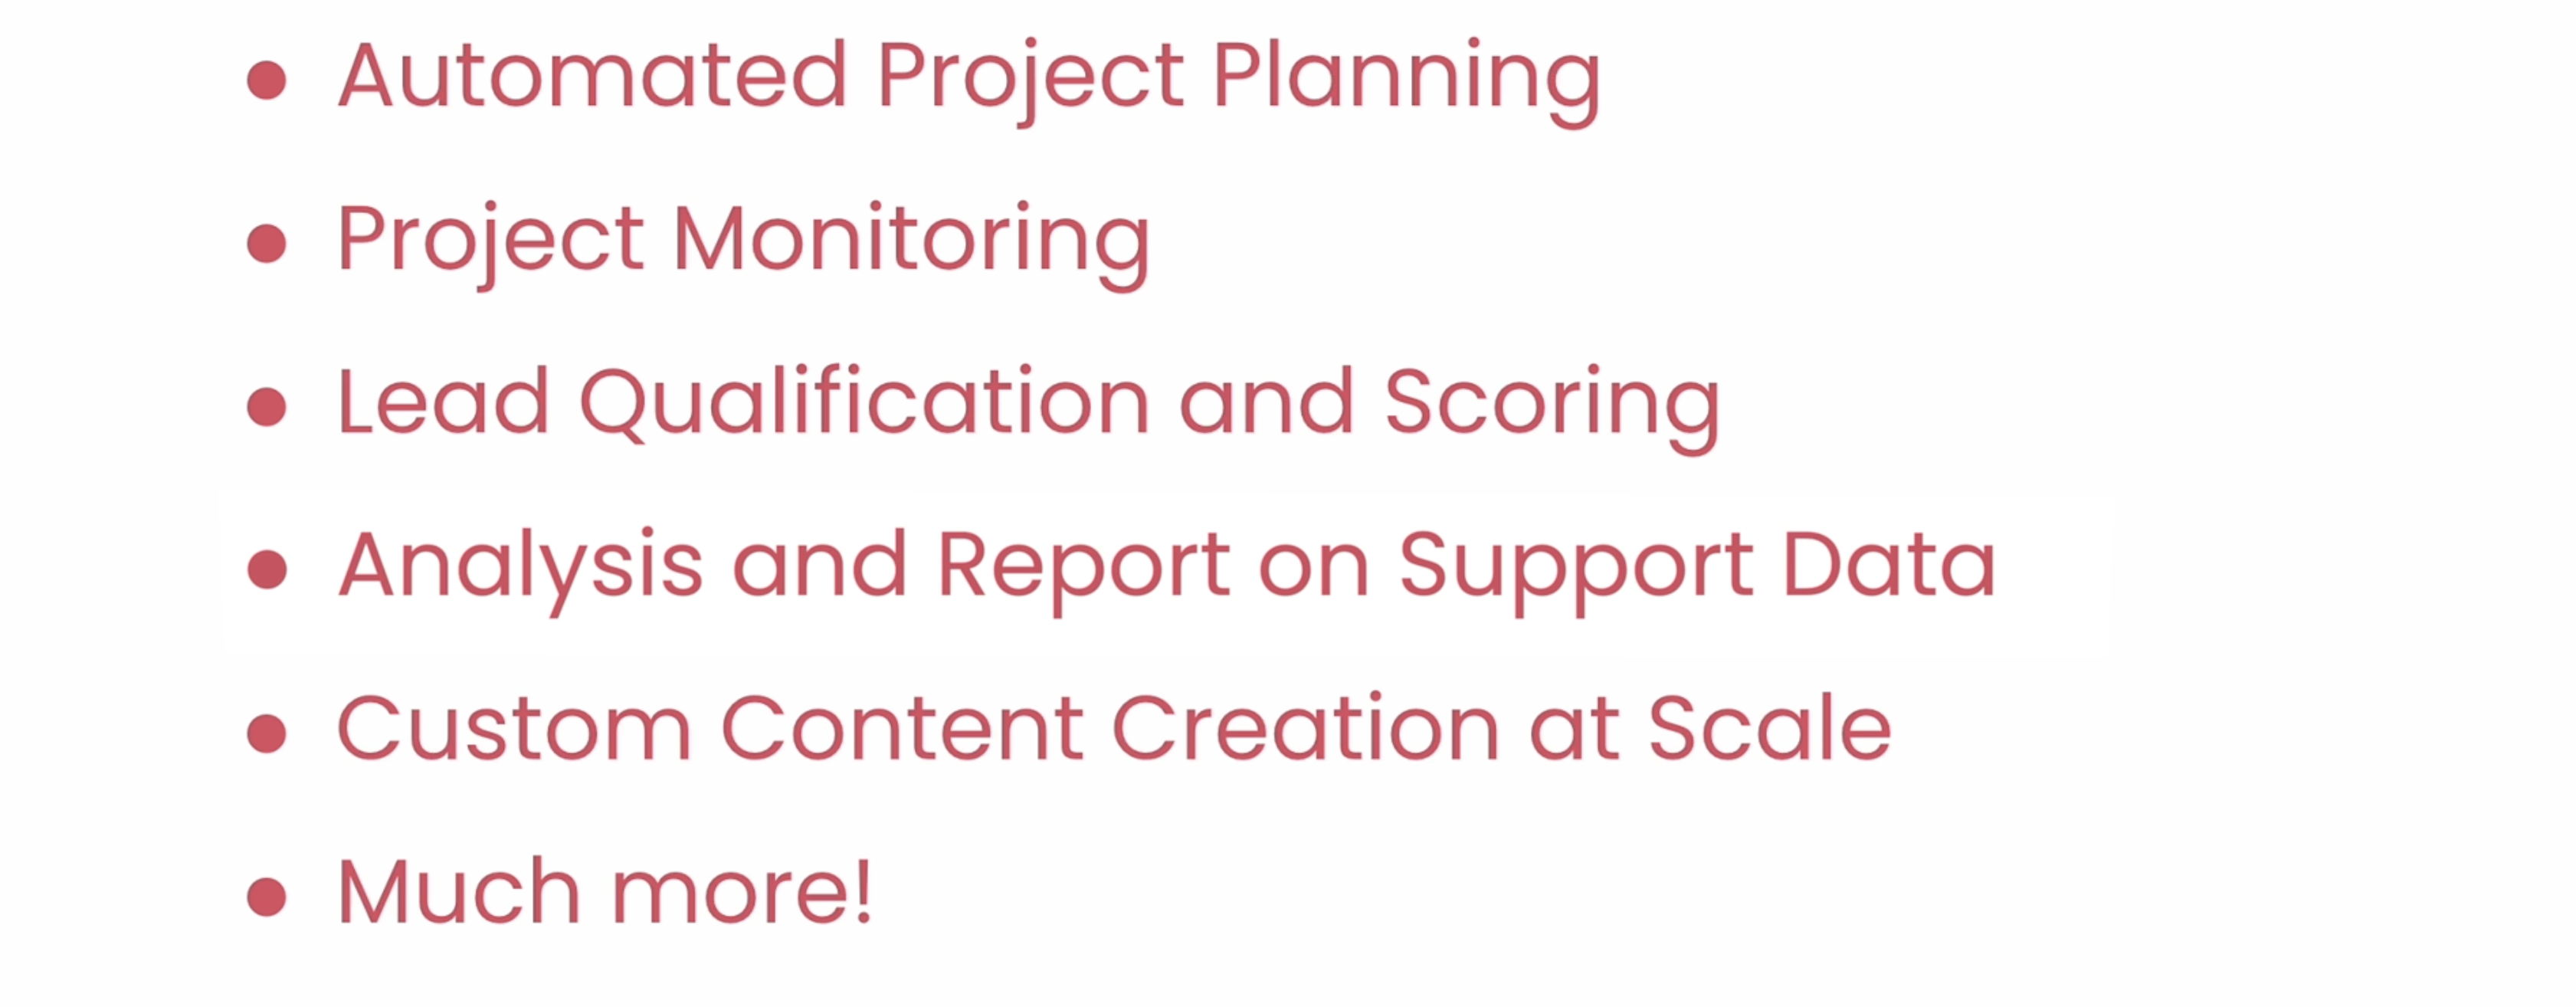 • Automated Project Planning
• Project Monitoring
• Lead Qualification and Scoring
• Analysis and Report on Support Data
• Custom Content Creation at Scale
• Much more!